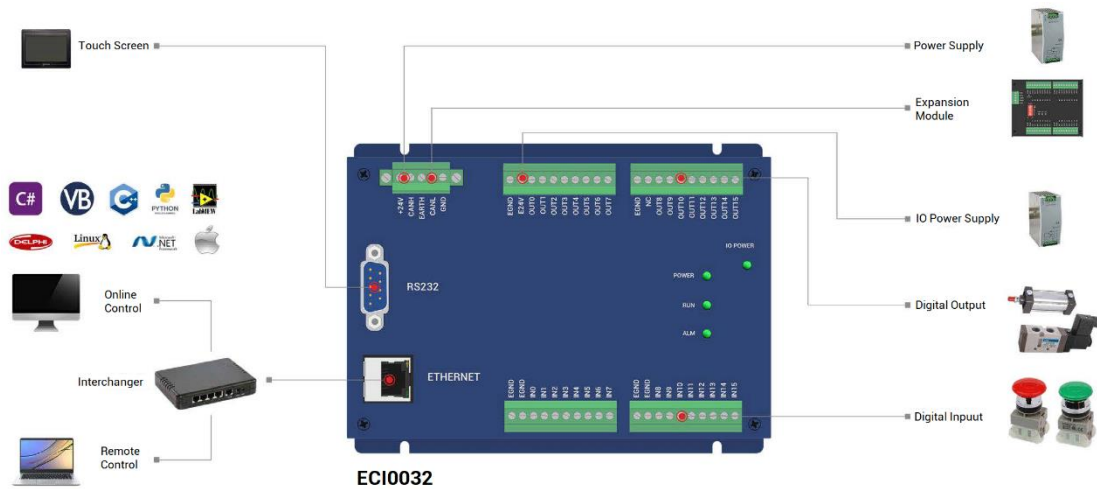 Touch Screen
Power Supply
Expansion
Module
+24V
CANH
EARTH
CANL
GND
EGND
E24V
OUT0
OUT1
OUT2
OUT3
OUT4
OUT5
OUT6
OUT7
EGND
NC
OUT8
OUT9
OUT10
OUT11
OUT12
OUT13
OUT14
OUT15
C#
VB
C++
PYTHON
LabVIEW
DELPHI
Linux
Microsoft
.NET
Framework
IO Power Supply
IO POWER
POWER
RUN
ALM
RS232
Online
Control
Digital Output
Interchanger
ETHERNET
EGND
EGND
IN0
IN1
IN2
IN3
IN4
IN5
IN6
IN7
EGND
EGND
IN8
IN9
IN10
IN11
IN12
IN13
IN14
IN15
Digital Inpuut
Remote
Control
ECI0032